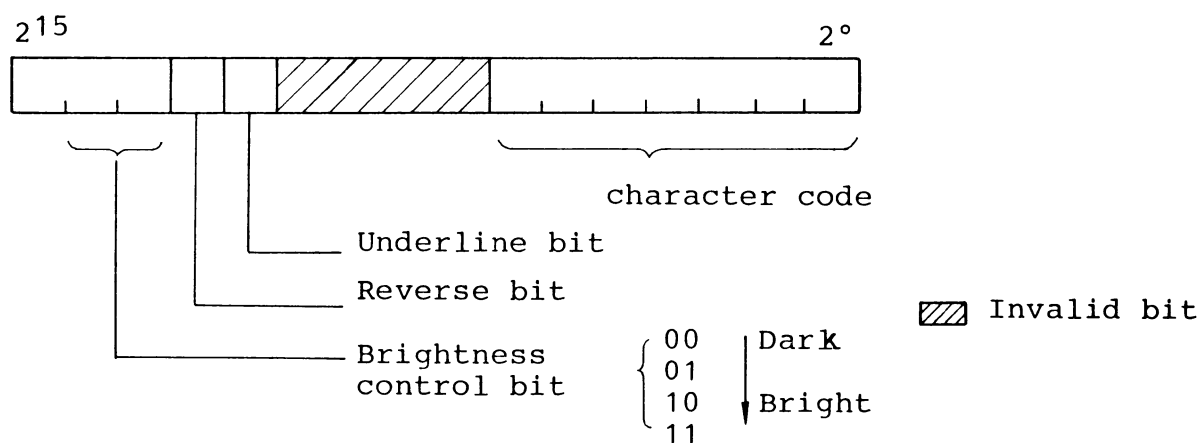 2¹⁵ 2°
character code
Underline bit
Reverse bit
Invalid bit
Brightness control bit
00 Dark
01
10 Bright
11